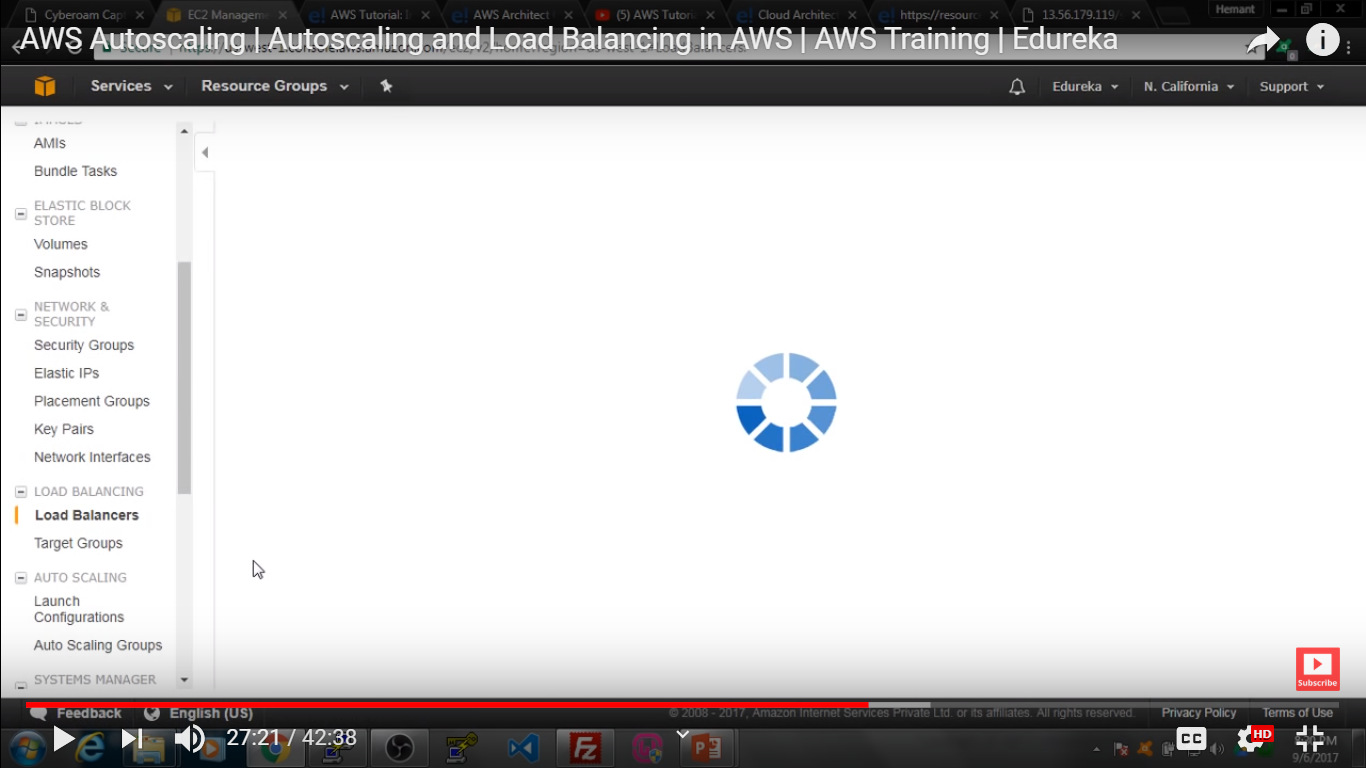 Cyberoam Cap
EC2 Manageme
AWS Tutorial: I
AWS Architect
(5) AWS Tutori
Cloud Architec
https://resourc
13.56.179.119/
Hemant
AWS Autoscaling | Autoscaling and Load Balancing in AWS | AWS Training | Edureka
Services
Resource Groups
Edureka
N. California
Support
AMIs
Bundle Tasks
ELASTIC BLOCK
STORE
Volumes
Snapshots
NETWORK &
SECURITY
Security Groups
Elastic IPs
Placement Groups
Key Pairs
Network Interfaces
LOAD BALANCING
Load Balancers
Target Groups
AUTO SCALING
Launch
Configurations
Auto Scaling Groups
SYSTEMS MANAGER
Subscribe
Feedback
English (US)
© 2008 - 2017, Amazon Internet Services Private Ltd. or its affiliates. All rights reserved.
Privacy Policy
Terms of Use
27:21 / 42:38
CC
HD
9/6/2017